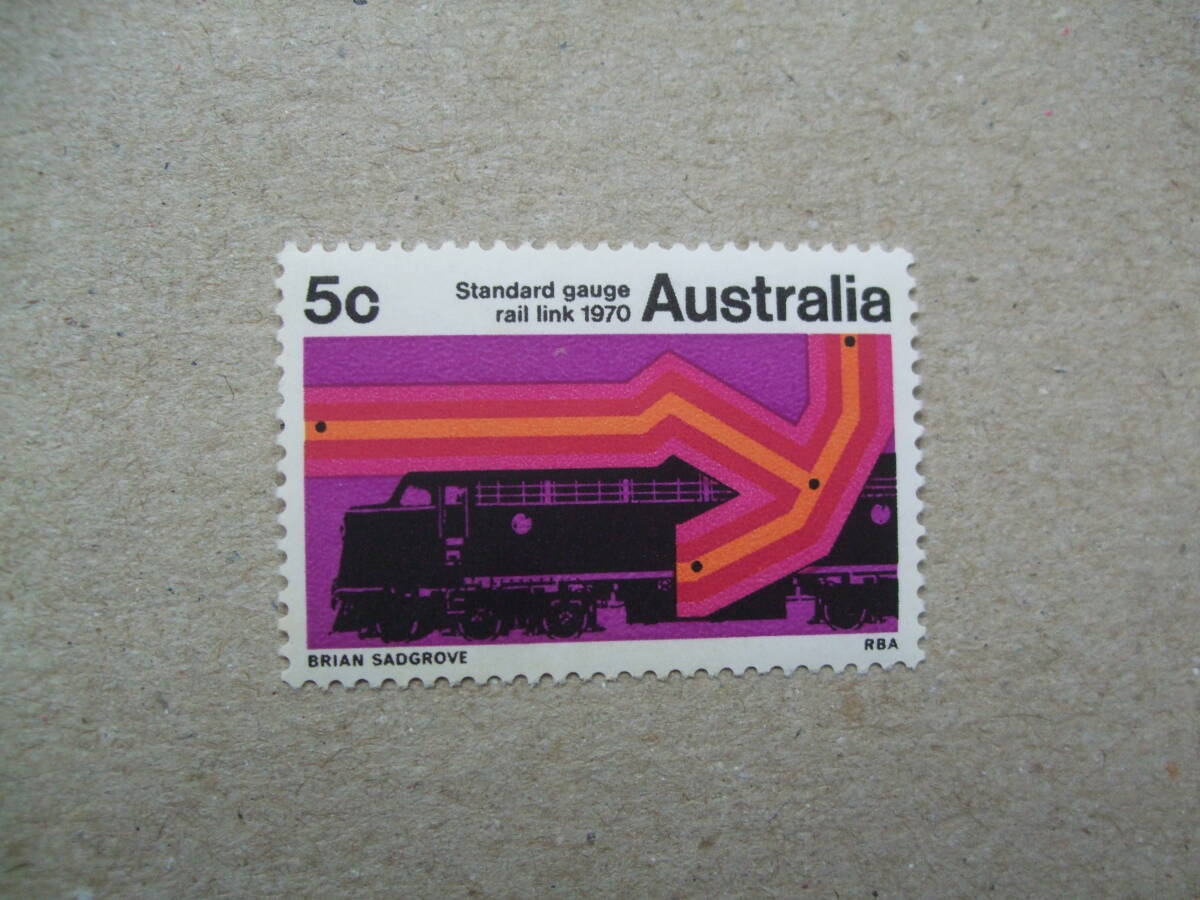 5c
Standard gauge
rail link 1970
Australia
BRIAN SADGROVE
RBA